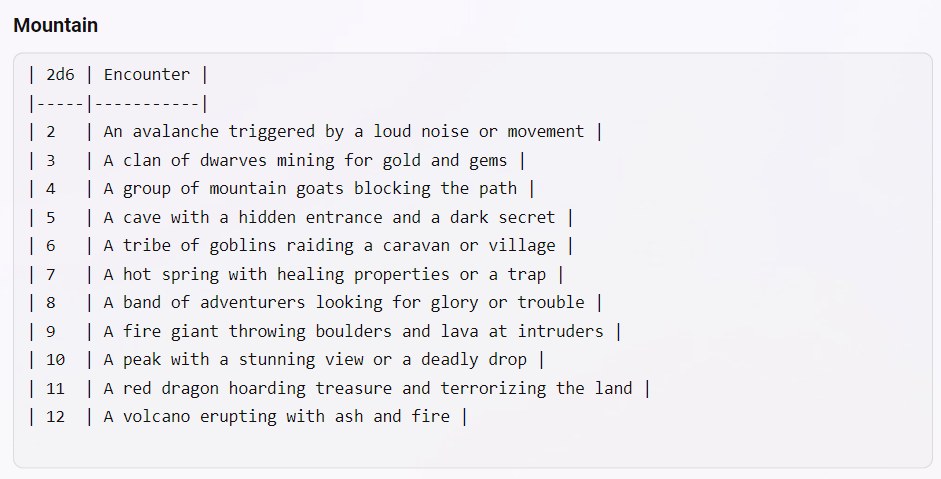 Mountain
| 2d6 | Encounter |
|-----|-----------|
| 2   | An avalanche triggered by a loud noise or movement |
| 3   | A clan of dwarves mining for gold and gems |
| 4   | A group of mountain goats blocking the path |
| 5   | A cave with a hidden entrance and a dark secret |
| 6   | A tribe of goblins raiding a caravan or village |
| 7   | A hot spring with healing properties or a trap |
| 8   | A band of adventurers looking for glory or trouble |
| 9   | A fire giant throwing boulders and lava at intruders |
| 10  | A peak with a stunning view or a deadly drop |
| 11  | A red dragon hoarding treasure and terrorizing the land |
| 12  | A volcano erupting with ash and fire |